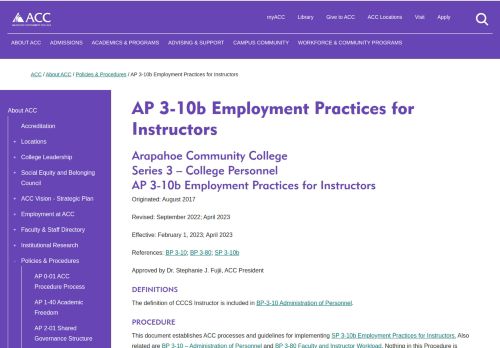 ACC
myACC Library Give to ACC ACC Locations Visit Apply
ABOUT ACC ADMISSIONS ACADEMICS & PROGRAMS ADVISING & SUPPORT CAMPUS COMMUNITY WORKFORCE & COMMUNITY PROGRAMS
ACC / About ACC / Policies & Procedures / AP 3-10b Employment Practices for Instructors
About ACC
Accreditation
+ Locations
+ College Leadership
+ Social Equity and Belonging
Council
+ ACC Vision - Strategic Plan
+ Employment at ACC
+ Faculty & Staff Directory
+ Institutional Research
- Policies & Procedures
AP 0-01 ACC
Procedure Process
AP 1-40 Academic
Freedom
AP 2-01 Shared
Governance Structure
AP 3-10b Employment Practices for
Instructors
Arapahoe Community College
Series 3 – College Personnel
AP 3-10b Employment Practices for Instructors
Originated: August 2017
Revised: September 2022; April 2023
Effective: February 1, 2023; April 2023
References: BP 3-10; BP 3-80; SP 3-10b
Approved by Dr. Stephanie J. Fujii, ACC President
DEFINITIONS
The definition of CCCS Instructor is included in BP-3-10 Administration of Personnel.
PROCEDURE
This document establishes ACC processes and guidelines for implementing SP 3-10b Employment Practices for Instructors. Also
related are BP 3-10 – Administration of Personnel and BP 3-80 Faculty and Instructor Workload. Nothing in this Procedure is